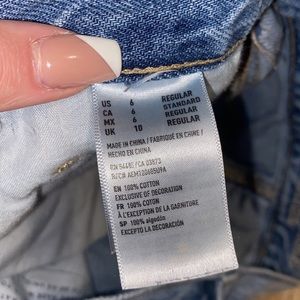 US 6 REGULAR
CA 6 STANDARD
MX 6 REGULAR
UK 10 REGULAR
MADE IN CHINA / FABRIQUÉ EN CHINE /
HECHO EN CHINA
EN 100% COTTON
EXCLUSIVE OF DECORATION
FR 100% COTON
À L'EXCEPTION DE LA GARNITURE
SP 100% algodón
EXCEPTO LA DECORACIÓN